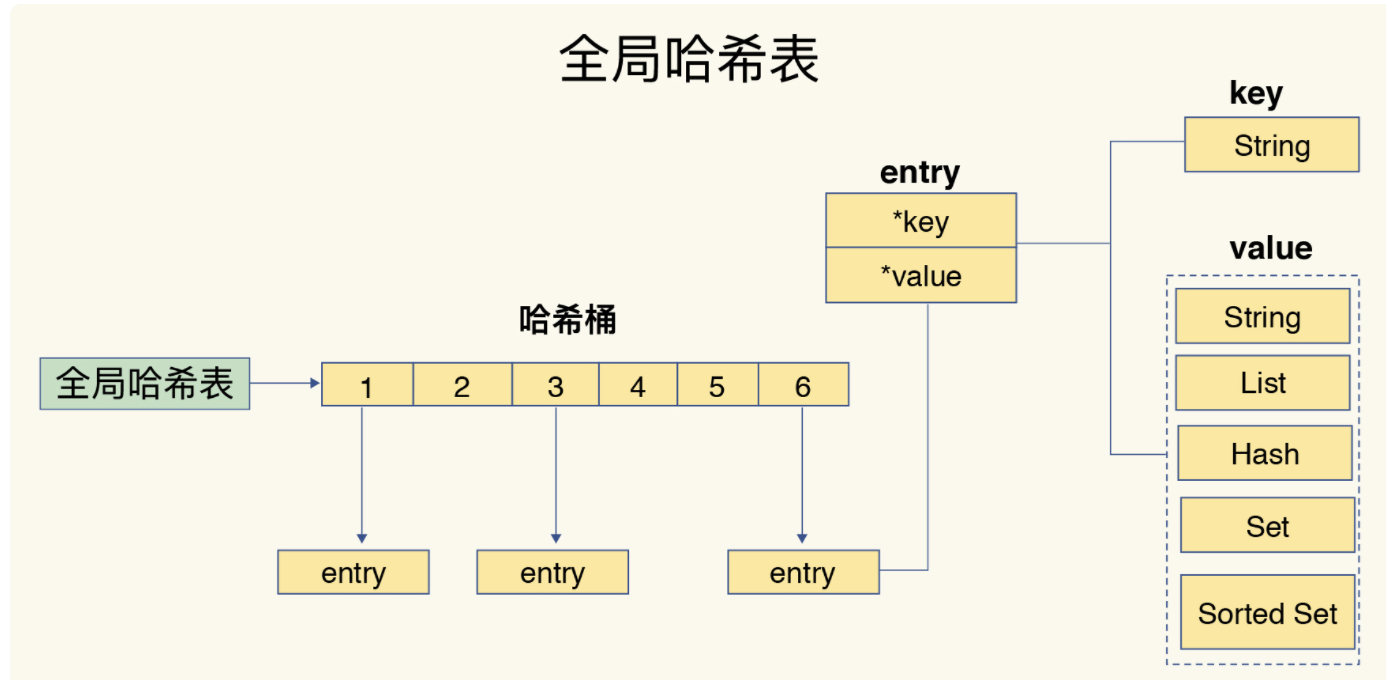 全局哈希表
key
String
entry
*key
*value
value
String
List
Hash
Set
Sorted Set
哈希桶
全局哈希表
1 2 3 4 5 6
entry entry entry